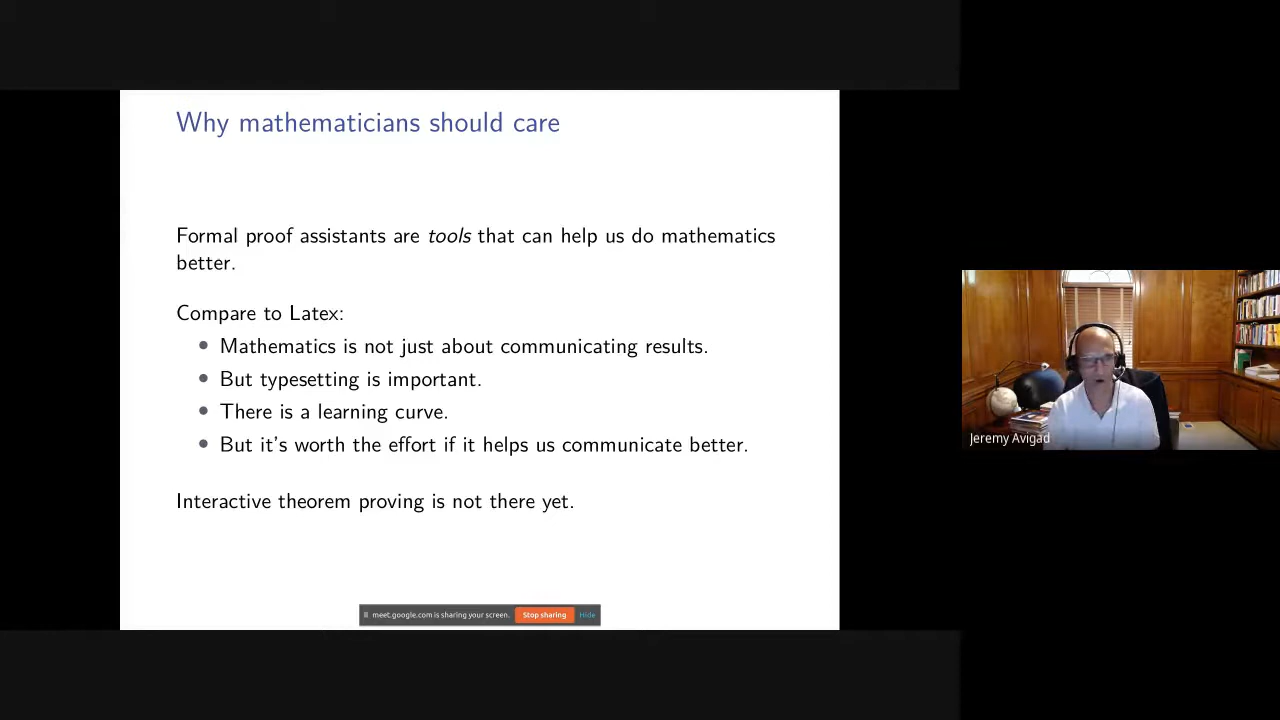 Why mathematicians should care
Formal proof assistants are tools that can help us do mathematics
better.
Compare to Latex:
Mathematics is not just about communicating results.
But typesetting is important.
There is a learning curve.
But it's worth the effort if it helps us communicate better.
Interactive theorem proving is not there yet.
meet.google.com is sharing your screen. Stop sharing Hide
Jeremy Avigad